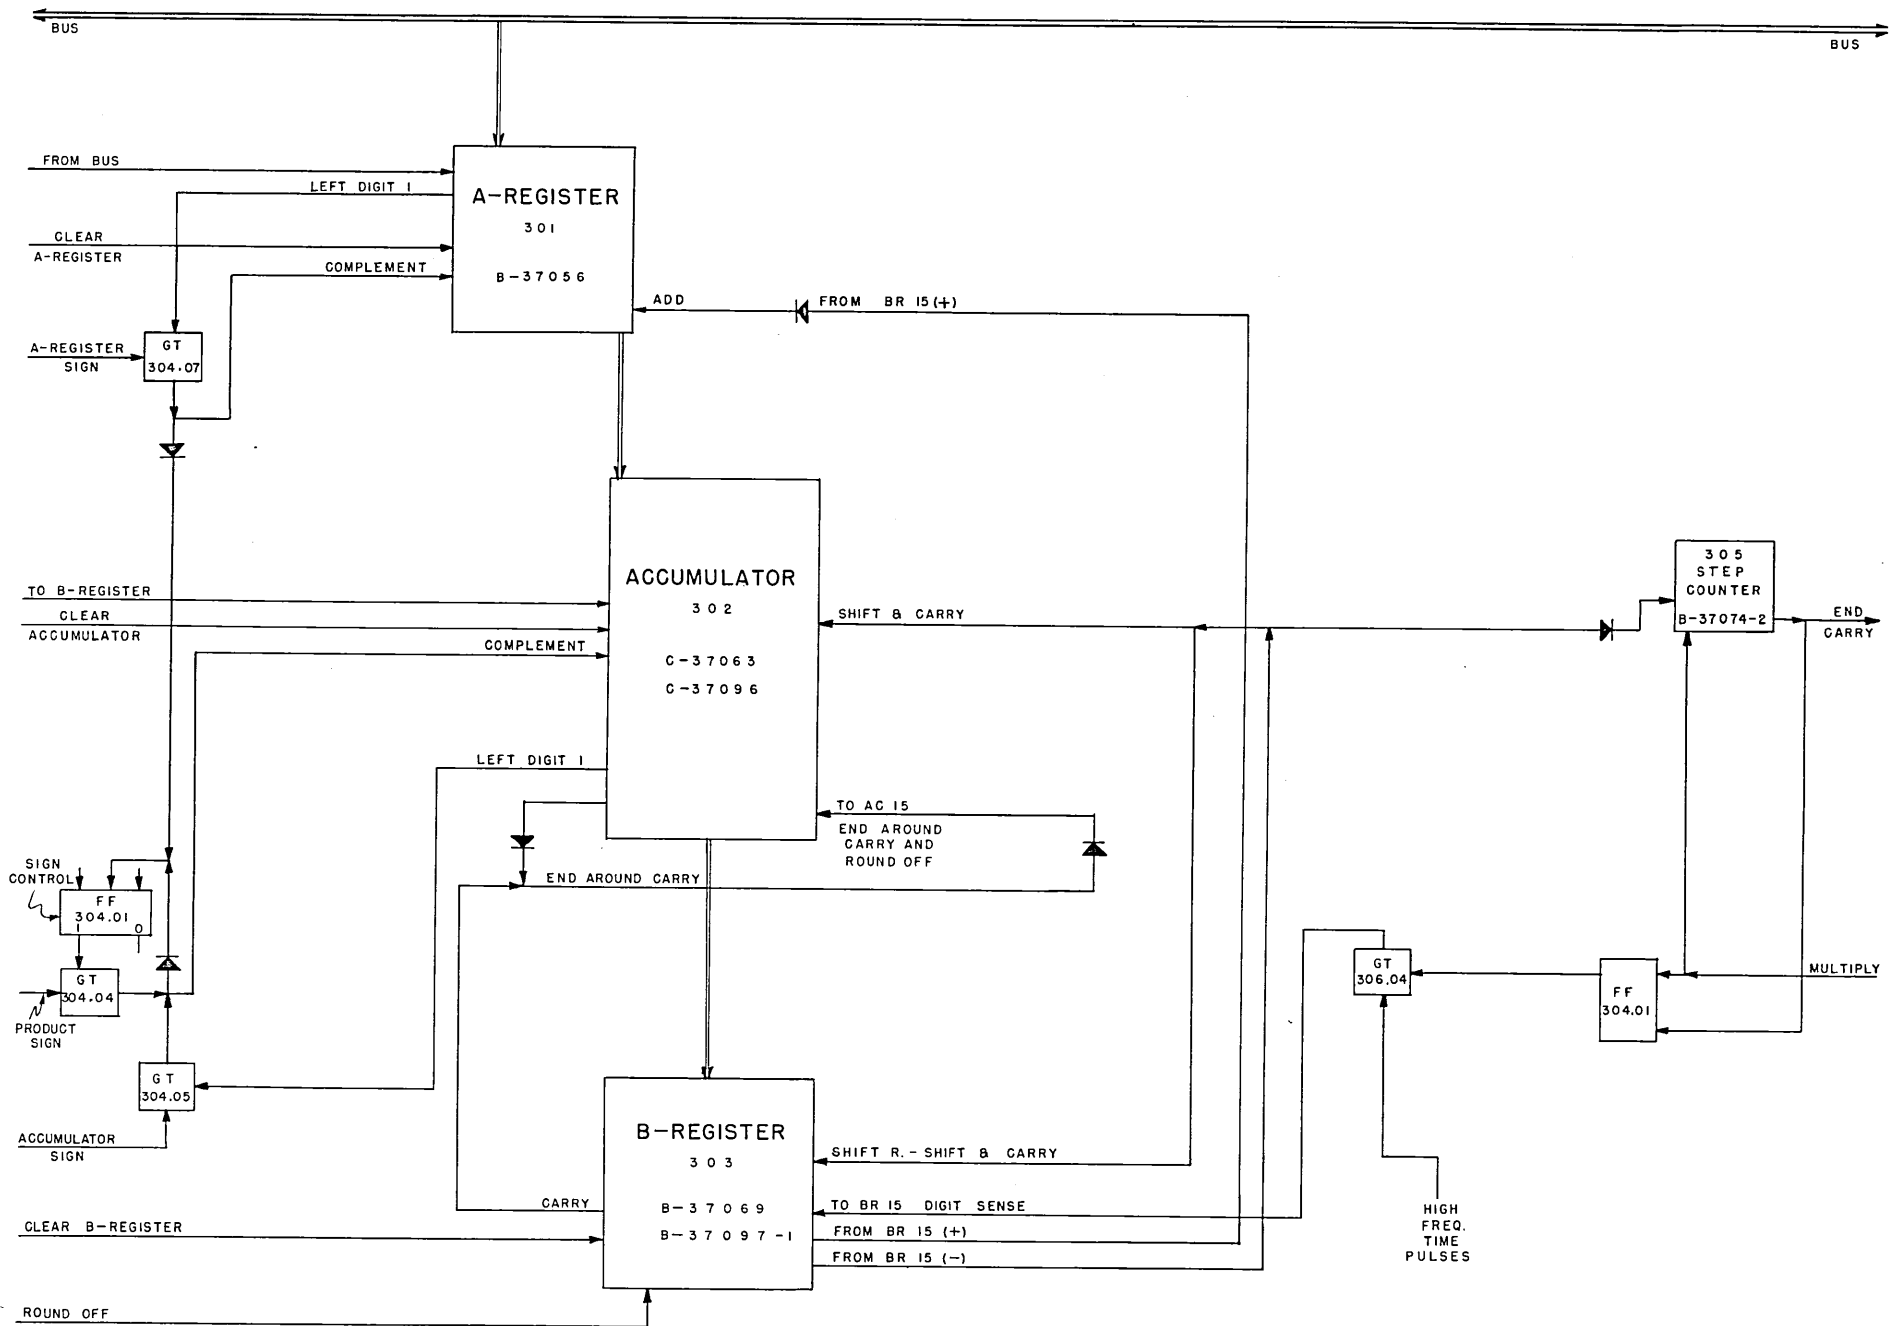 BUS
BUS
FROM BUS
LEFT DIGIT 1
CLEAR
A-REGISTER
COMPLEMENT
A-REGISTER
301
B-37056
ADD
FROM BR 15(+)
A-REGISTER
SIGN
GT
304.07
TO B-REGISTER
CLEAR
ACCUMULATOR
COMPLEMENT
ACCUMULATOR
302
C-37063
C-37096
SHIFT & CARRY
305
STEP
COUNTER
B-37074-2
END
CARRY
LEFT DIGIT 1
TO AC 15
END AROUND
CARRY AND
ROUND OFF
END AROUND CARRY
SIGN
CONTROL
FF
304.01
1 0
GT
304.04
PRODUCT
SIGN
GT
304.05
ACCUMULATOR
SIGN
GT
306.04
FF
304.01
MULTIPLY
HIGH
FREQ.
TIME
PULSES
B-REGISTER
303
B-37069
B-37097-1
SHIFT R.- SHIFT & CARRY
CARRY
TO BR 15 DIGIT SENSE
FROM BR 15 (+)
FROM BR 15 (-)
CLEAR B-REGISTER
ROUND OFF